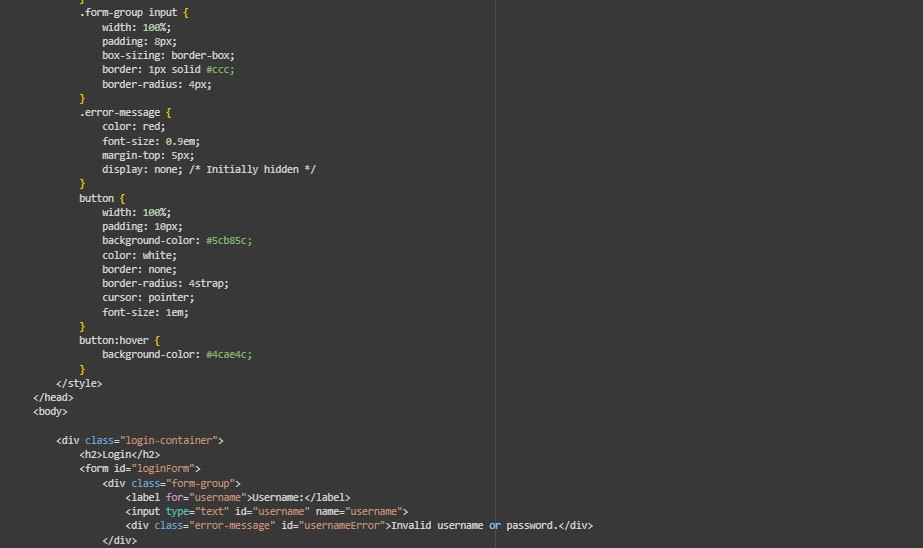 }
.form-group input {
width: 100%;
padding: 8px;
box-sizing: border-box;
border: 1px solid #ccc;
border-radius: 4px;
}
.error-message {
color: red;
font-size: 0.9em;
margin-top: 5px;
display: none; /* Initially hidden */
}
button {
width: 100%;
padding: 10px;
background-color: #5cb85c;
color: white;
border: none;
border-radius: 4strap;
cursor: pointer;
font-size: 1em;
}
button:hover {
background-color: #4cae4c;
}
</style>
</head>
<body>
<div class="login-container">
<h2>Login</h2>
<form id="loginForm">
<div class="form-group">
<label for="username">Username:</label>
<input type="text" id="username" name="username">
<div class="error-message" id="usernameError">Invalid username or password.</div>
</div>